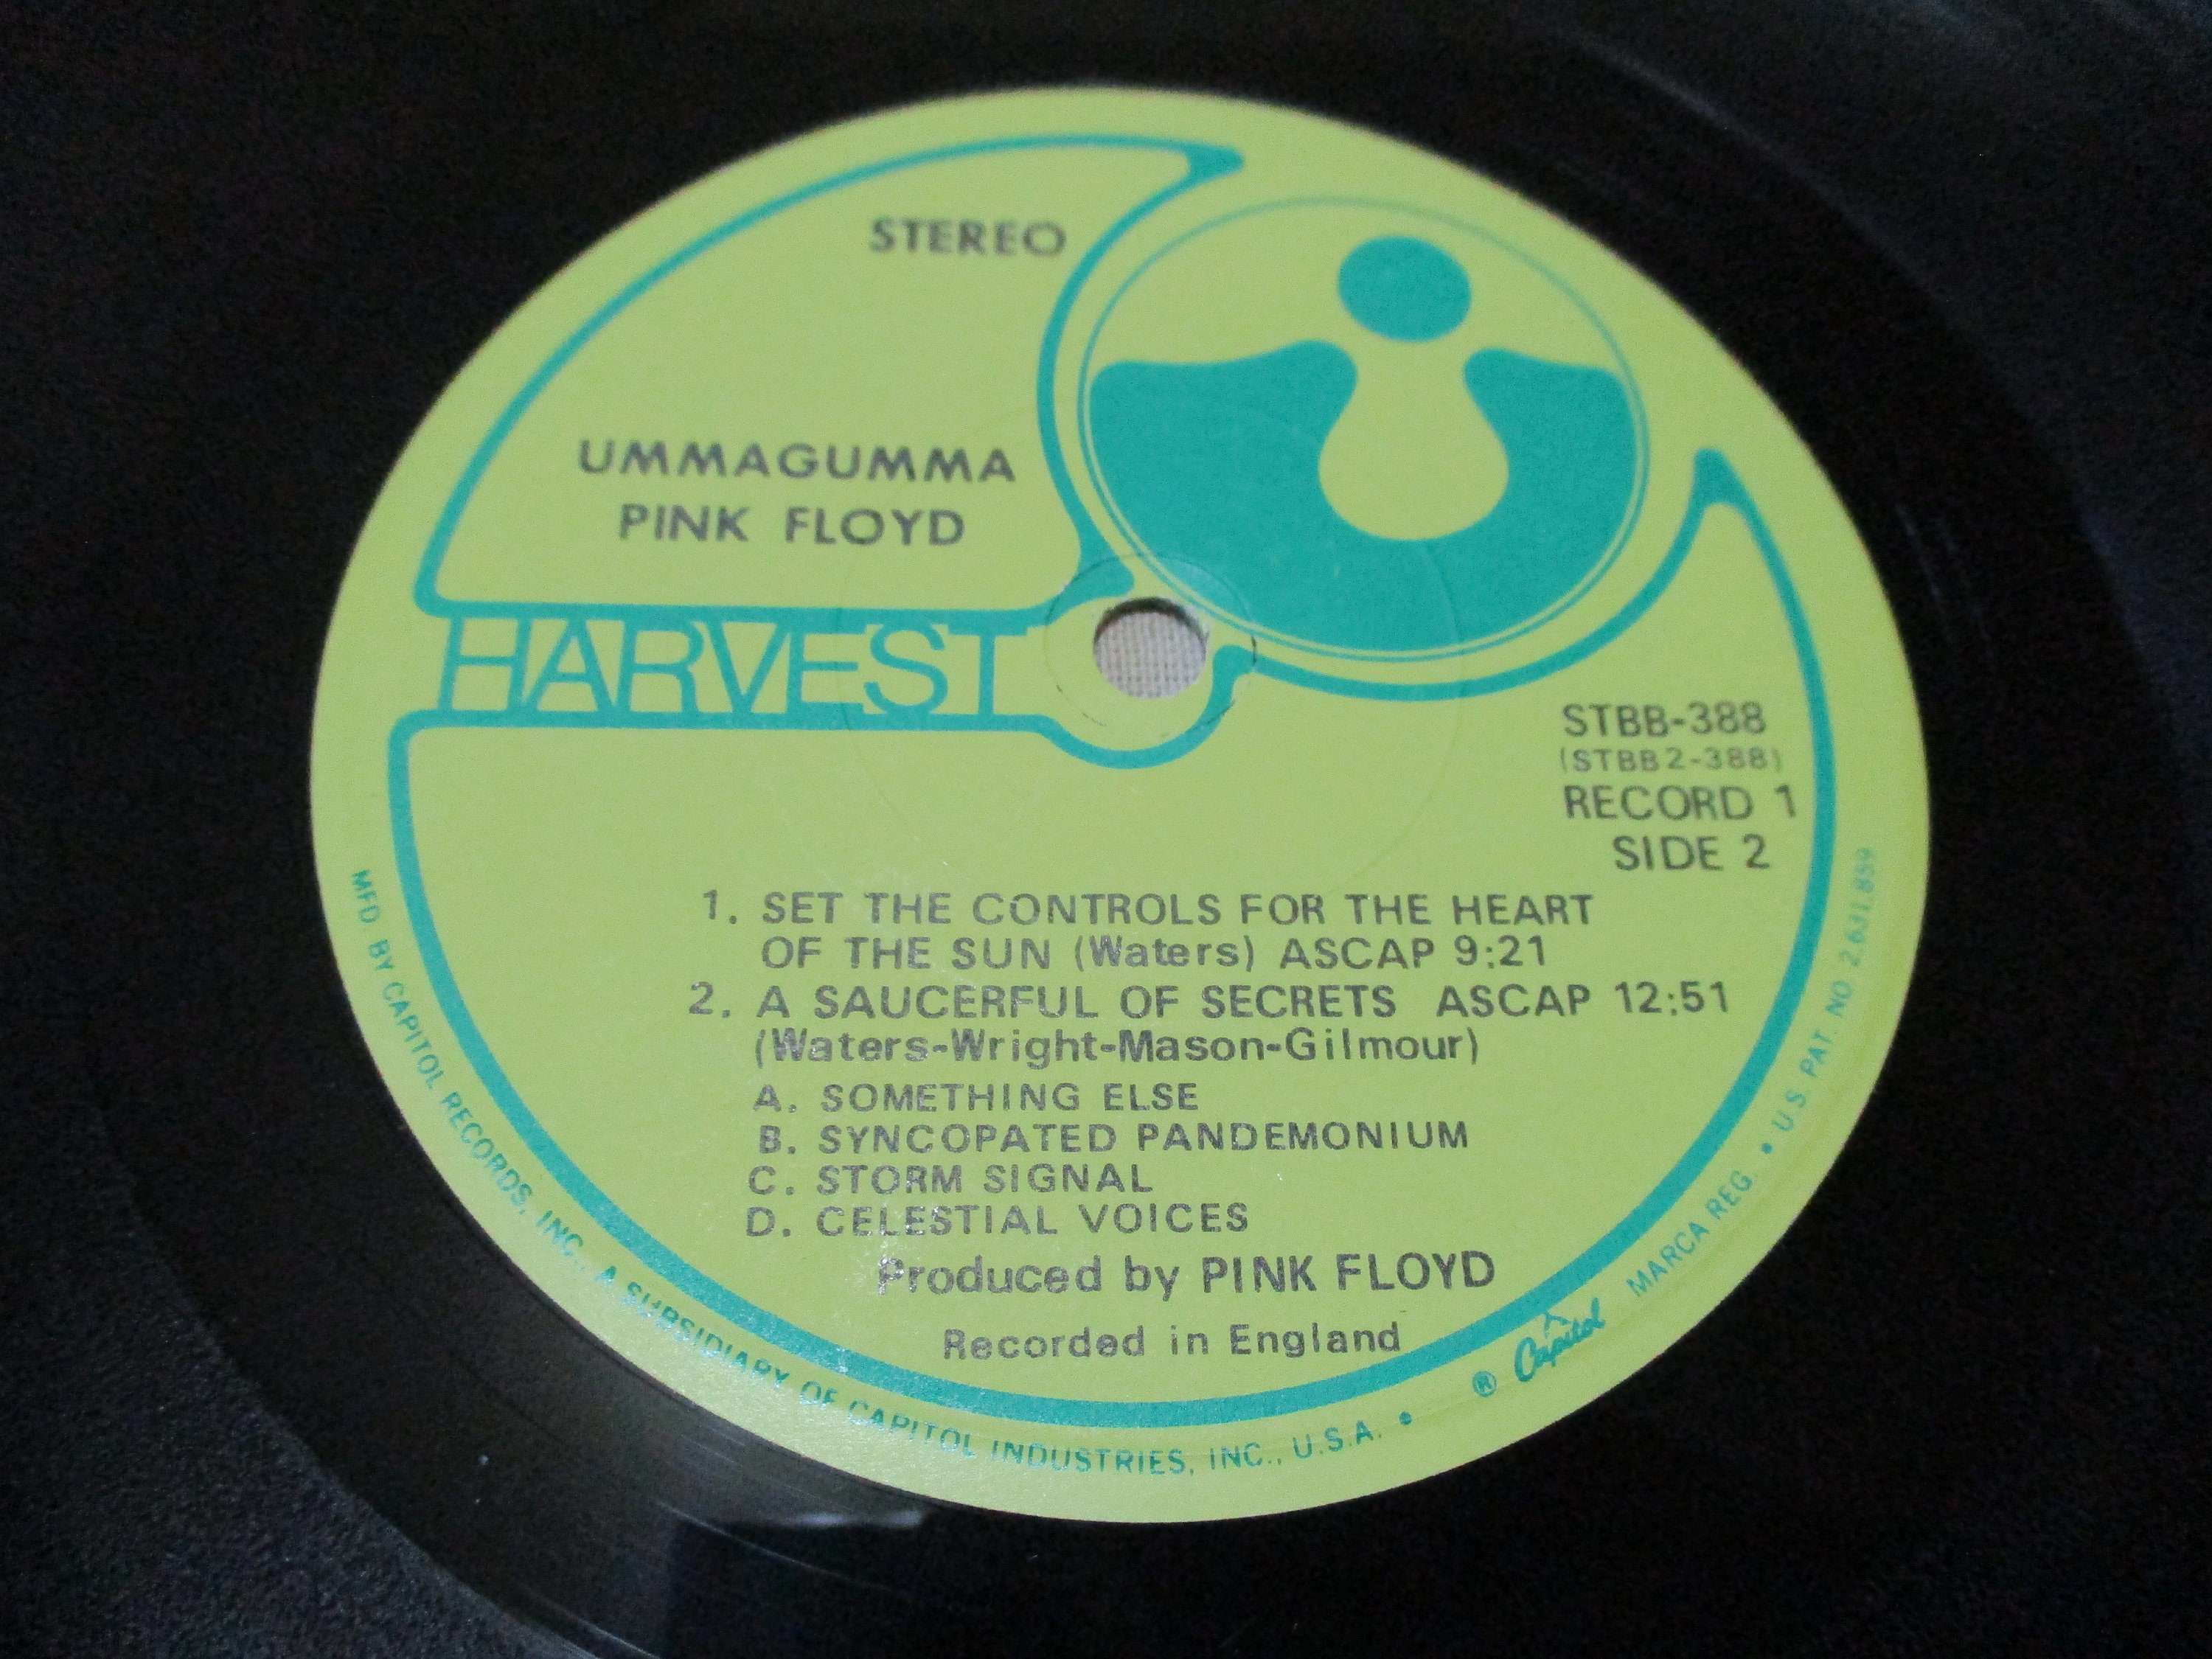 STEREO
UMMAGUMMA
PINK FLOYD
HARVEST
STBB-388
(STBB2-388)
RECORD 1
SIDE 2
1. SET THE CONTROLS FOR THE HEART
OF THE SUN (Waters) ASCAP 9:21
2. A SAUCERFUL OF SECRETS ASCAP 12:51
(Waters-Wright-Mason-Gilmour)
A. SOMETHING ELSE
B. SYNCOPATED PANDEMONIUM
C. STORM SIGNAL
D. CELESTIAL VOICES
Produced by PINK FLOYD
Recorded in England
MFD. BY CAPITOL RECORDS, INC., A SUBSIDIARY OF CAPITOL INDUSTRIES, INC., U.S.A. • ® Capitol MARCA REG. • U.S. PAT. NO. 2,631,859